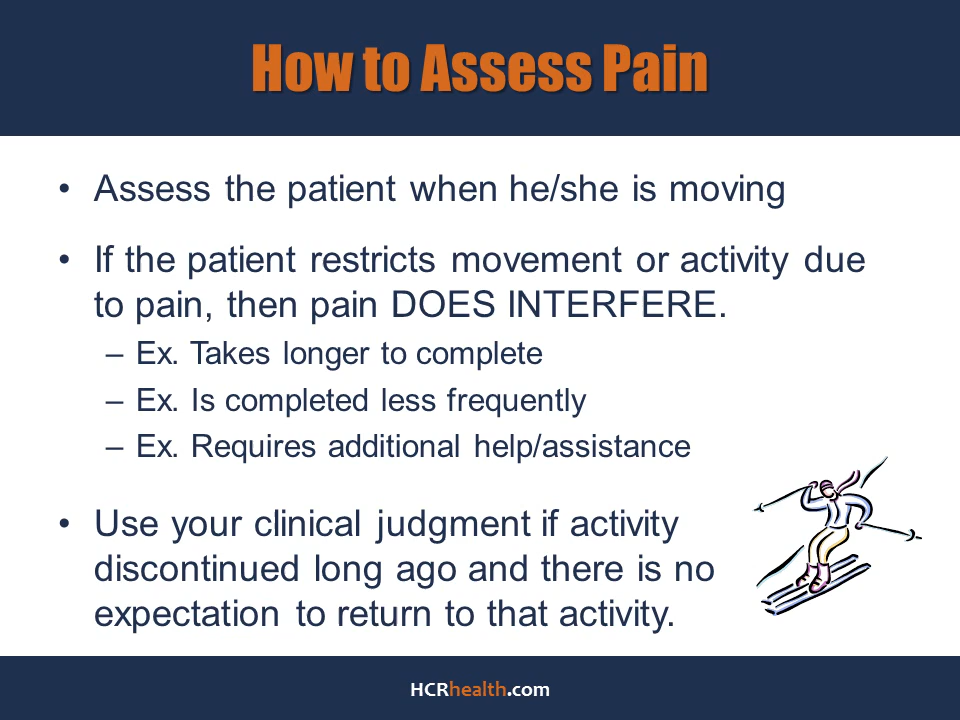 How to Assess Pain
• Assess the patient when he/she is moving
• If the patient restricts movement or activity due
to pain, then pain DOES INTERFERE.
– Ex. Takes longer to complete
– Ex. Is completed less frequently
– Ex. Requires additional help/assistance
• Use your clinical judgment if activity
discontinued long ago and there is no
expectation to return to that activity.
HCRhealth.com